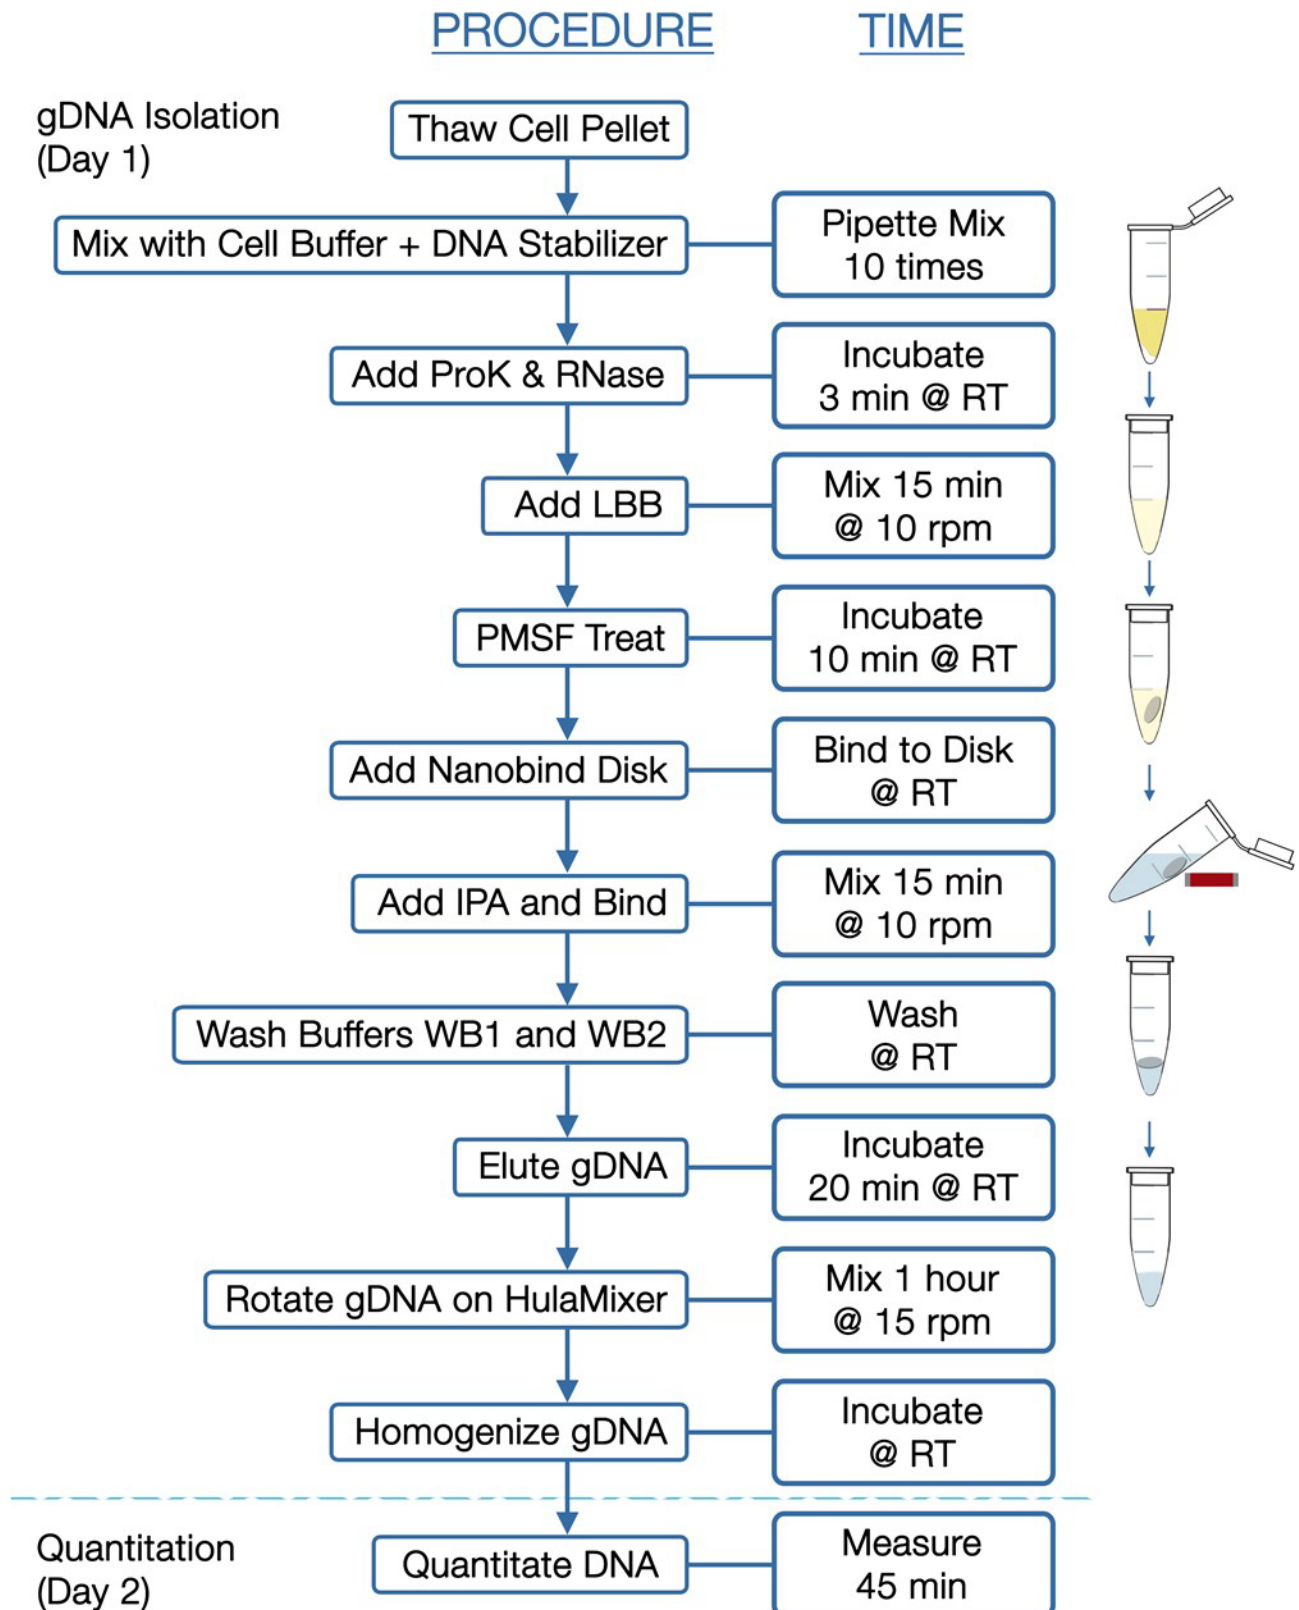 PROCEDURE TIME
gDNA Isolation
(Day 1)
Thaw Cell Pellet
Mix with Cell Buffer + DNA Stabilizer
Pipette Mix
10 times
Add ProK & RNase
Incubate
3 min @ RT
Add LBB
Mix 15 min
@ 10 rpm
PMSF Treat
Incubate
10 min @ RT
Add Nanobind Disk
Bind to Disk
@ RT
Add IPA and Bind
Mix 15 min
@ 10 rpm
Wash Buffers WB1 and WB2
Wash
@ RT
Elute gDNA
Incubate
20 min @ RT
Rotate gDNA on HulaMixer
Mix 1 hour
@ 15 rpm
Homogenize gDNA
Incubate
@ RT
Quantitation
(Day 2)
Quantitate DNA
Measure
45 min